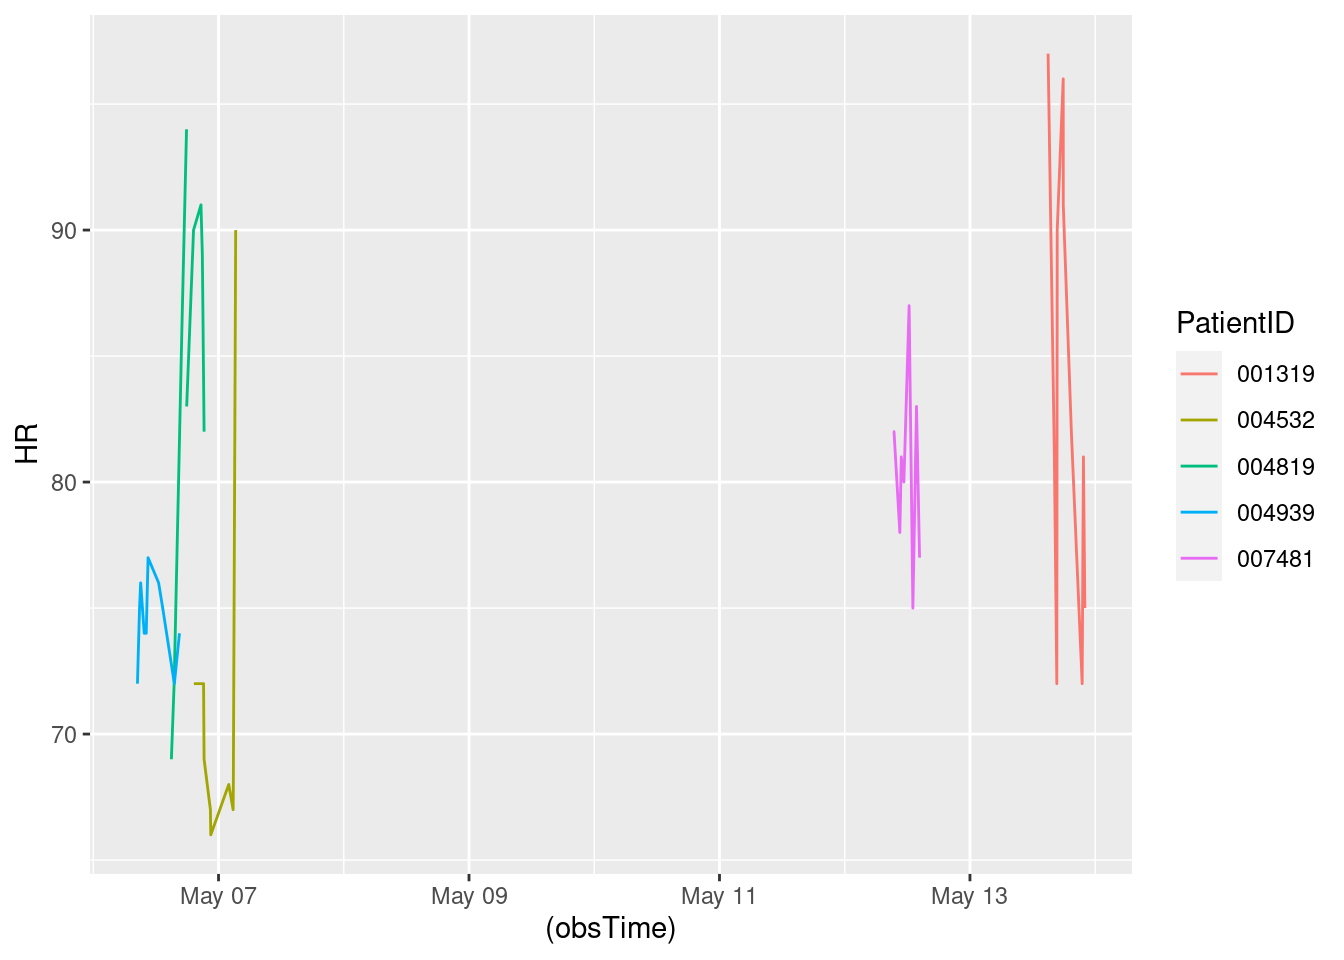 90
80
70
HR
May 07
May 09
May 11
May 13
(obsTime)
PatientID
001319
004532
004819
004939
007481